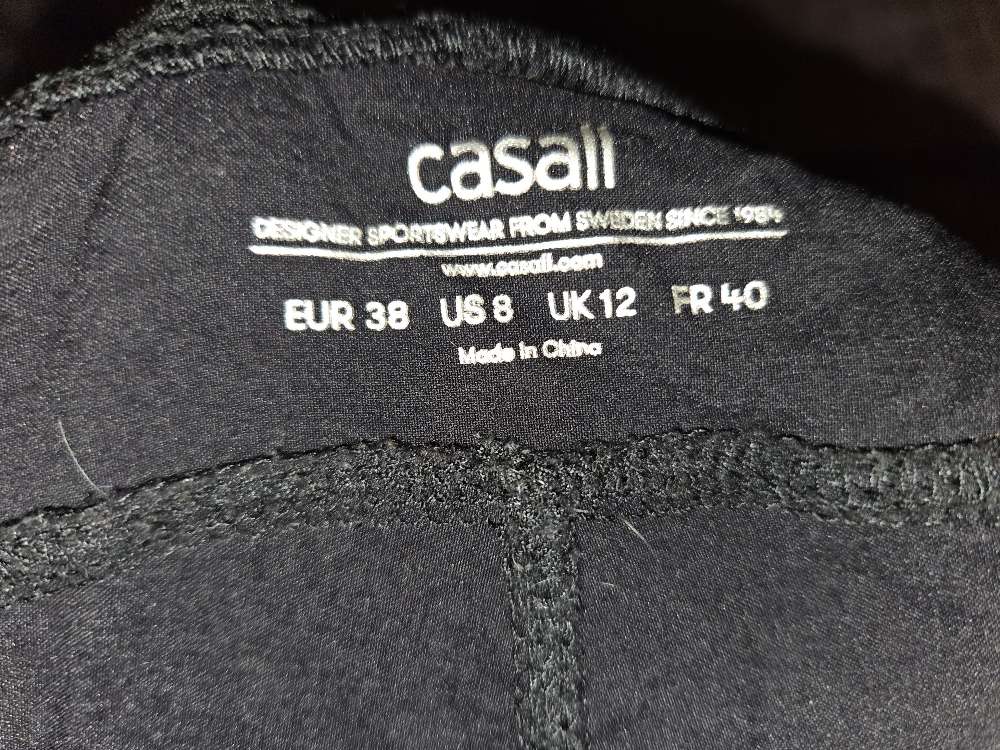 casall
DESIGNER SPORTSWEAR FROM SWEDEN SINCE 1984
www.casall.com
EUR 38 US 8 UK 12 FR 40
Made in China